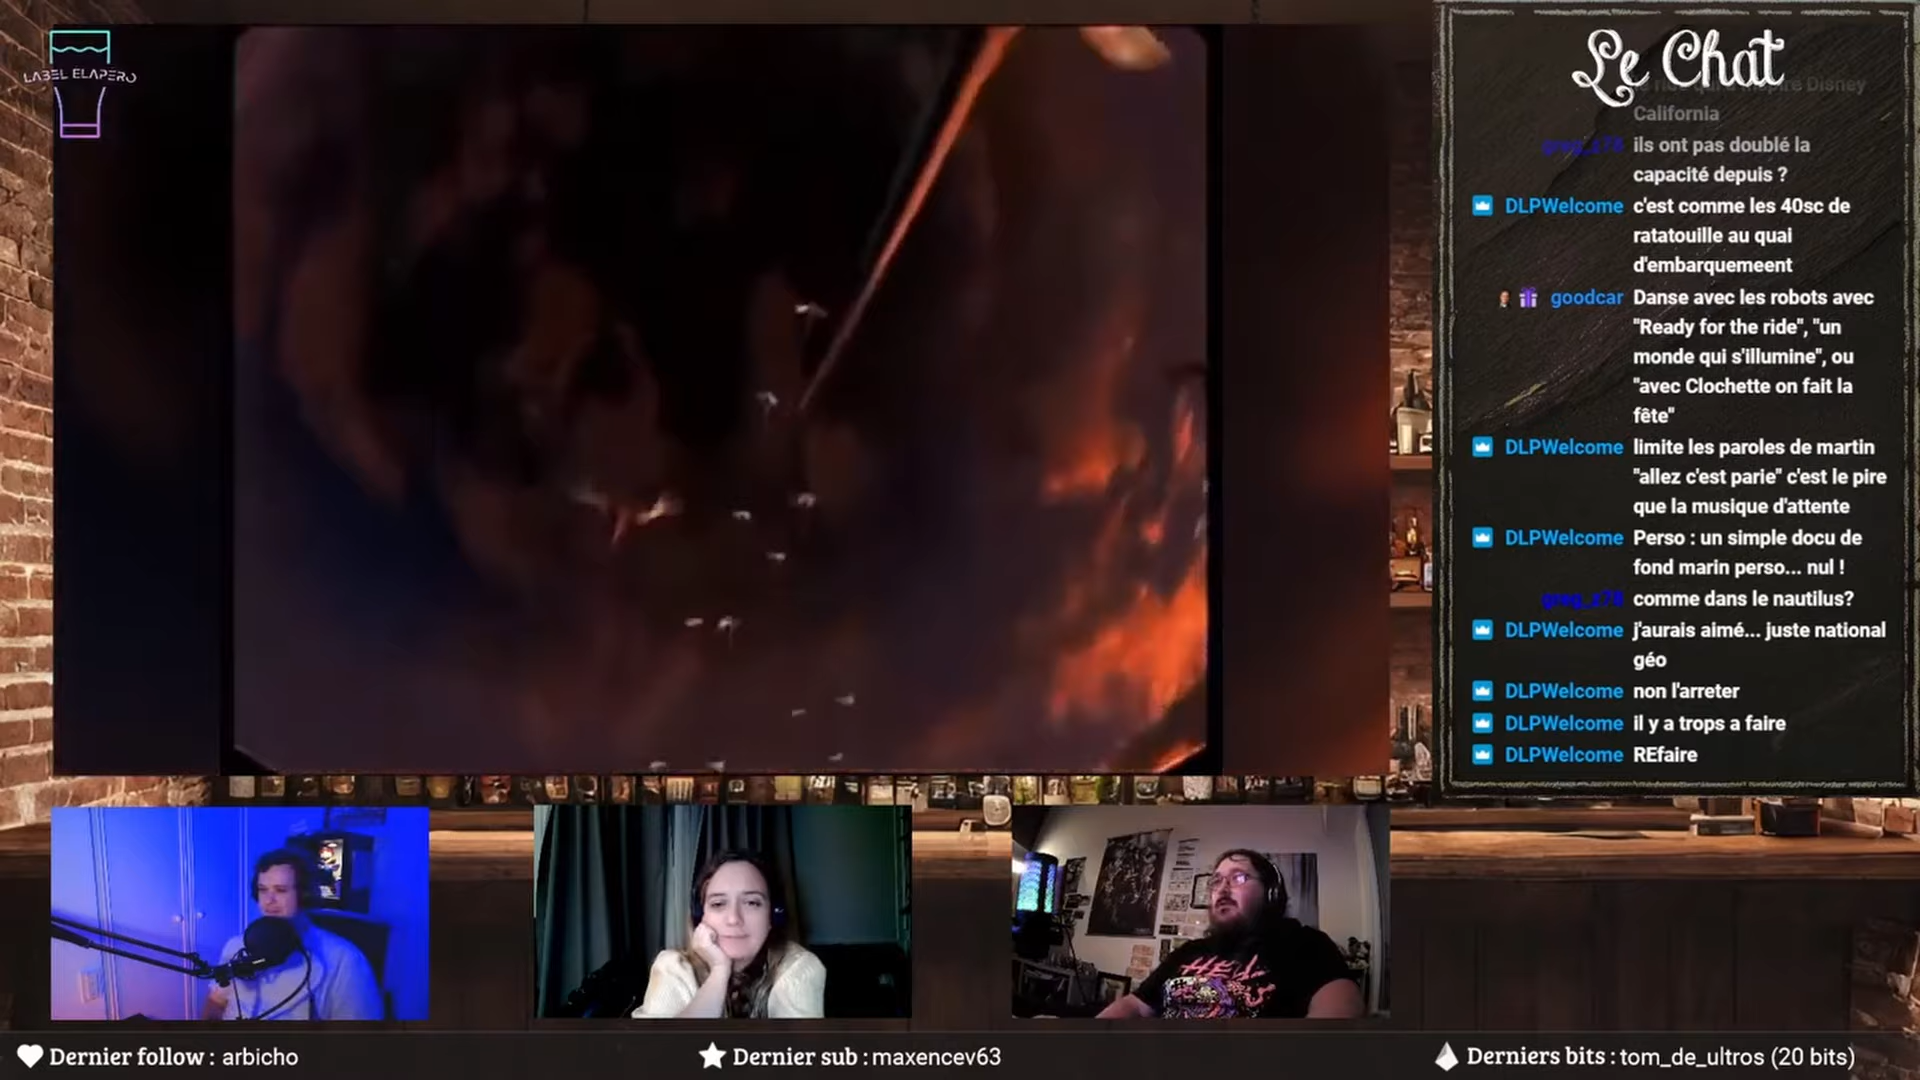 LABEL ELAPERO
Le Chat
Disney
California
greg_z78 ils ont pas doublé la
capacité depuis ?
DLPWelcome c'est comme les 40sc de
ratatouille au quai
d'embarquemeent
goodcar Danse avec les robots avec
"Ready for the ride", "un
monde qui s'illumine", ou
"avec Clochette on fait la
fête"
DLPWelcome limite les paroles de martin
"allez c'est parie" c'est le pire
que la musique d'attente
DLPWelcome Perso : un simple docu de
fond marin perso... nul !
greg_z78 comme dans le nautilus?
DLPWelcome j'aurais aimé... juste national
géo
DLPWelcome non l'arreter
DLPWelcome il y a trops a faire
DLPWelcome REfaire
Dernier follow : arbicho
Dernier sub : maxencev63
Derniers bits : tom_de_ultros (20 bits)